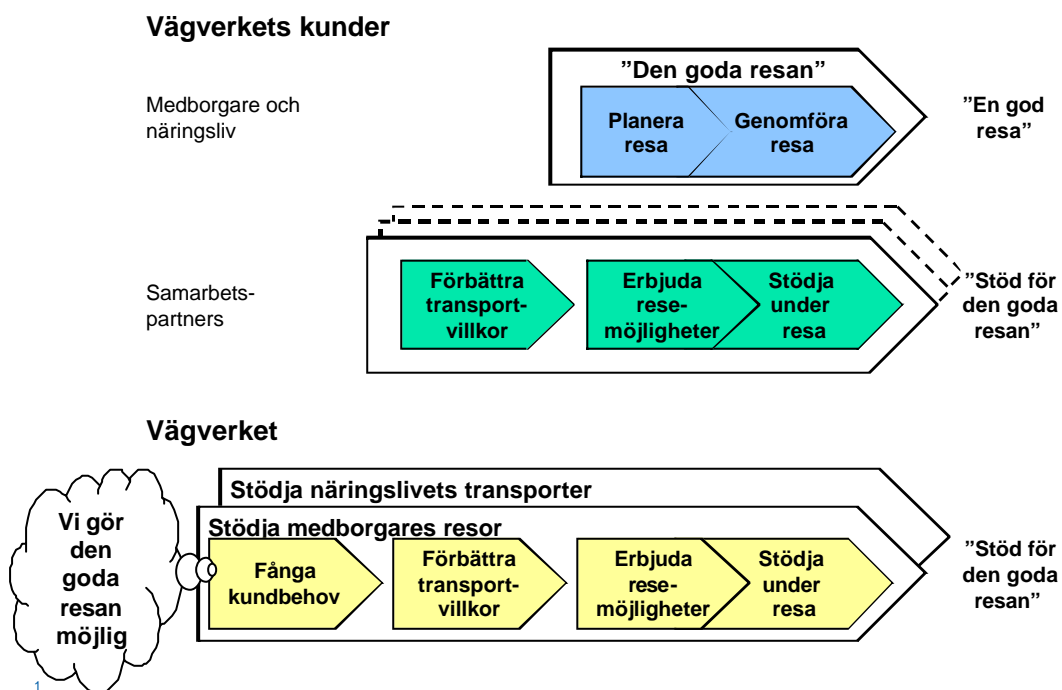 Vägverkets kunder
”Den goda resan”
Medborgare och
näringsliv
Planera
resa
Genomföra
resa
”En god
resa”
Samarbets-
partners
Förbättra
transport-
villkor
Erbjuda
rese-
möjligheter
Stödja
under
resa
”Stöd för
den goda
resan”
Vägverket
Vi gör
den
goda
resan
möjlig
Stödja näringslivets transporter
Stödja medborgares resor
Fånga
kundbehov
Förbättra
transport-
villkor
Erbjuda
rese-
möjligheter
Stödja
under
resa
”Stöd för
den goda
resan”
1